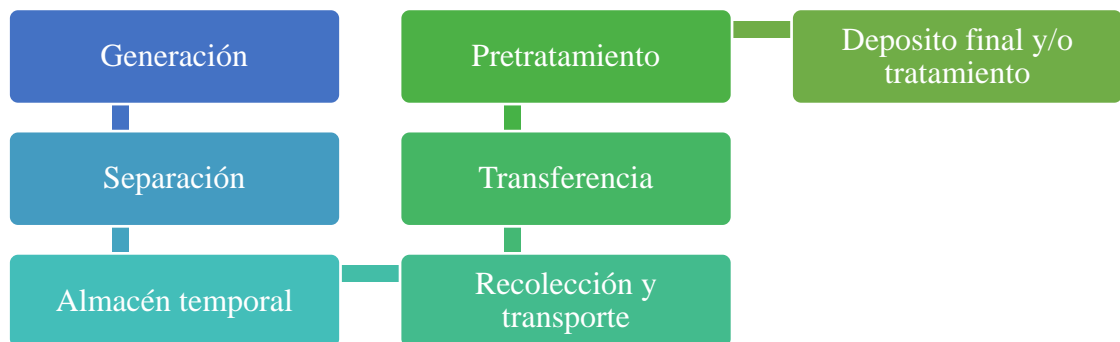 Generación
Separación
Almacén temporal
Recolección y
transporte
Transferencia
Pretratamiento
Deposito final y/o
tratamiento